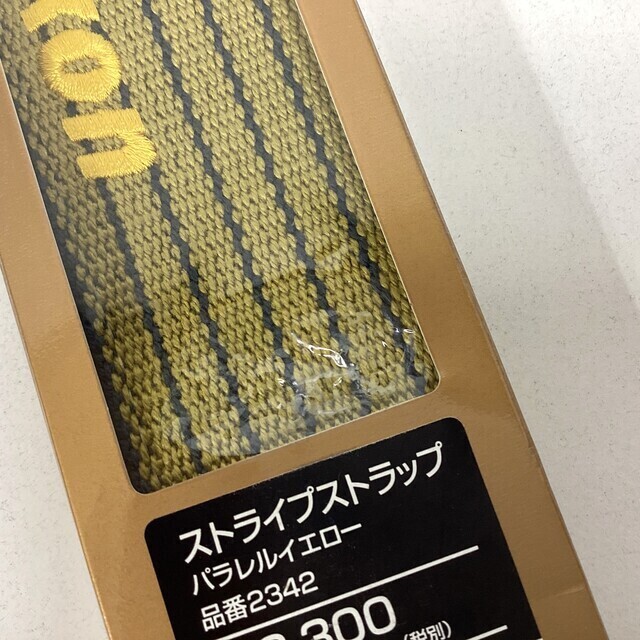 ron
ストライプストラップ
パラレルイエロー
品番2342
,300 (税別)